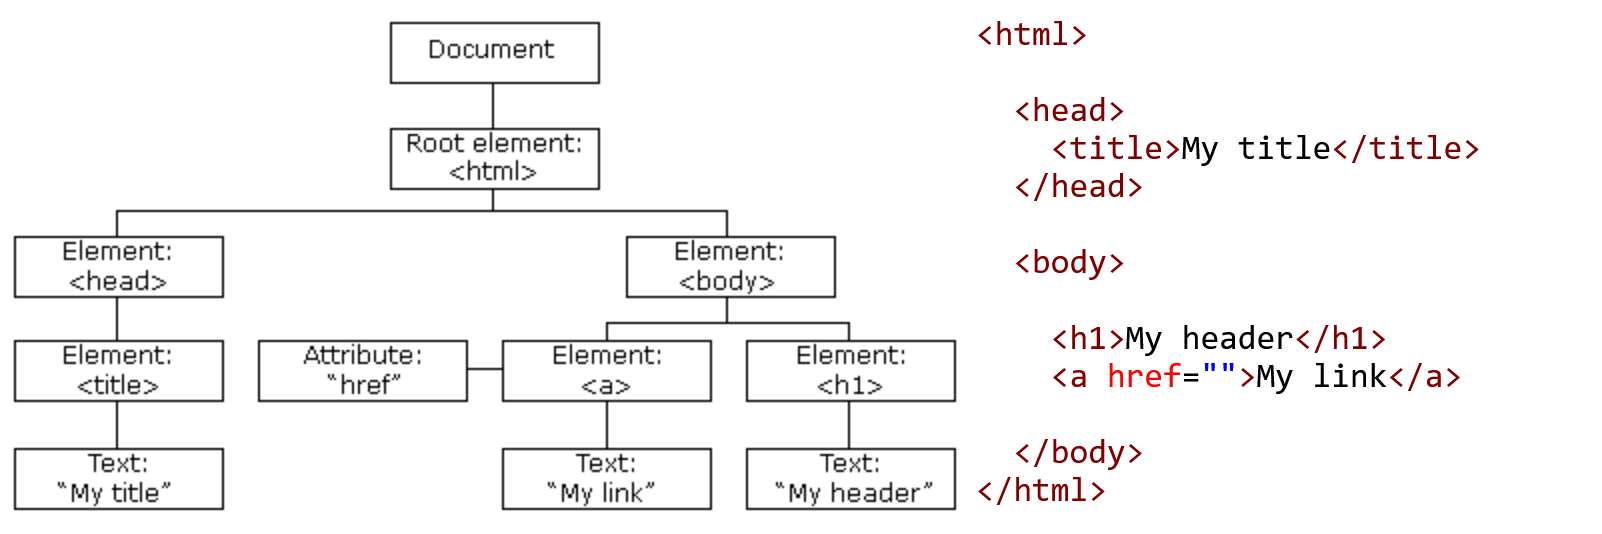 Document
Root element:
<html>
Element:
<head>
Element:
<body>
Element:
<title>
Attribute:
“href”
Element:
<a>
Element:
<h1>
Text:
“My title”
Text:
“My link”
Text:
“My header”
<html>
<head>
<title>My title</title>
</head>
<body>
<h1>My header</h1>
<a href="">My link</a>
</body>
</html>